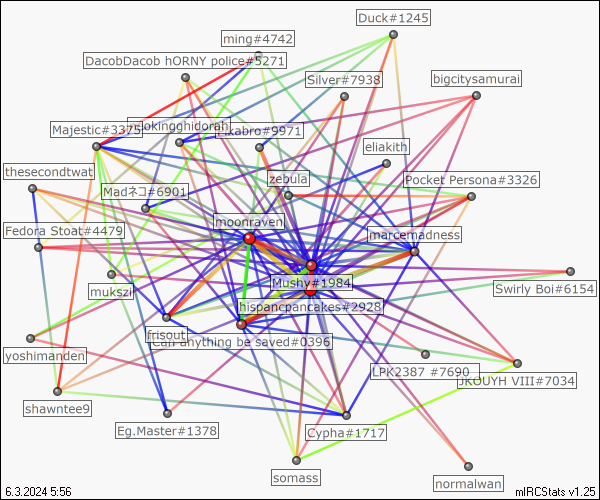 Duck#1245
ming#4742
DacobDacob hORNY police#5271
Silver#7938
bigcitysamurai
Majestic#3375
okingghidorah
kabro#9971
eliakith
thesecondtwat
zebula
Pocket Persona#3326
Madネコ#6901
moonraven
Fedora Stoat#4479
marcemadness
Mushy#1984
Swirly Boi#6154
mukszi
hispancpancakes#2928
frisout
Can anything be saved#0396
yoshimanden
LPK2387 #7690
JKOUYH VIII#7034
shawntee9
Eg.Master#1378
Cypha#1717
somass
normalwan
6.3.2024 5:56
mIRCStats v1.25